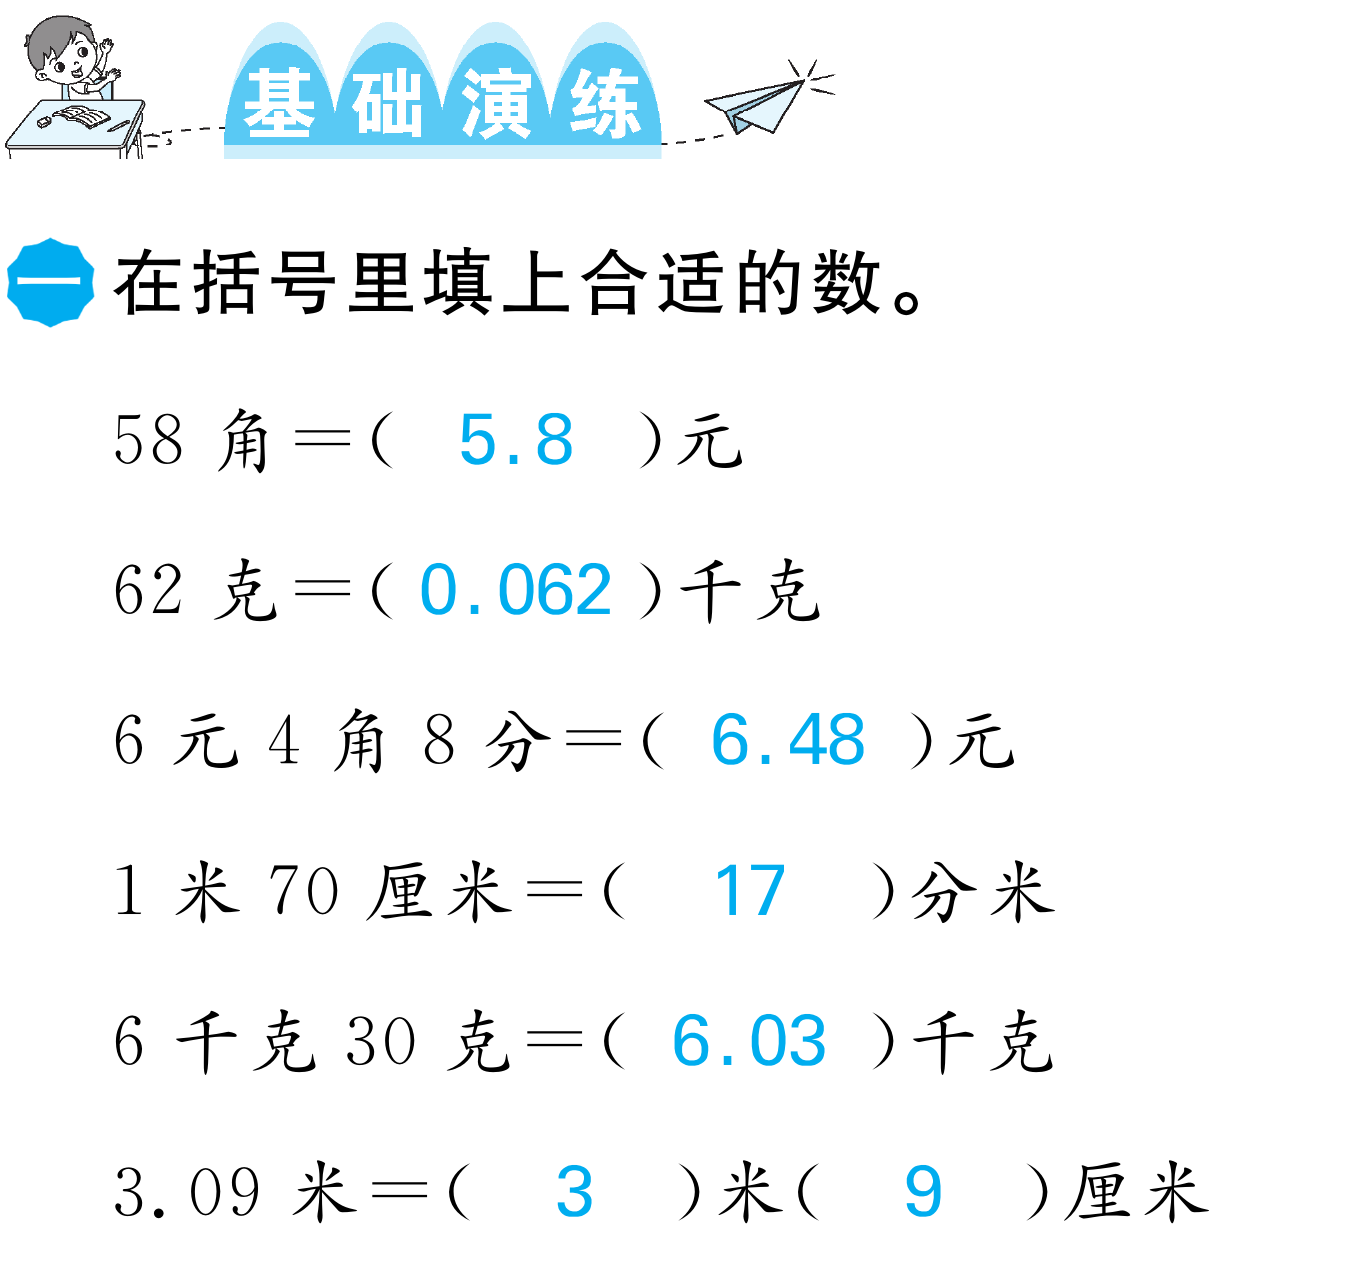 基础演练
一 在括号里填上合适的数。
58 角＝( 5.8 )元
62 克＝( 0.062 )千克
6 元 4 角 8 分＝( 6.48 )元
1 米 70 厘米＝( 17 )分米
6 千克 30 克＝( 6.03 )千克
3.09 米＝( 3 )米( 9 )厘米